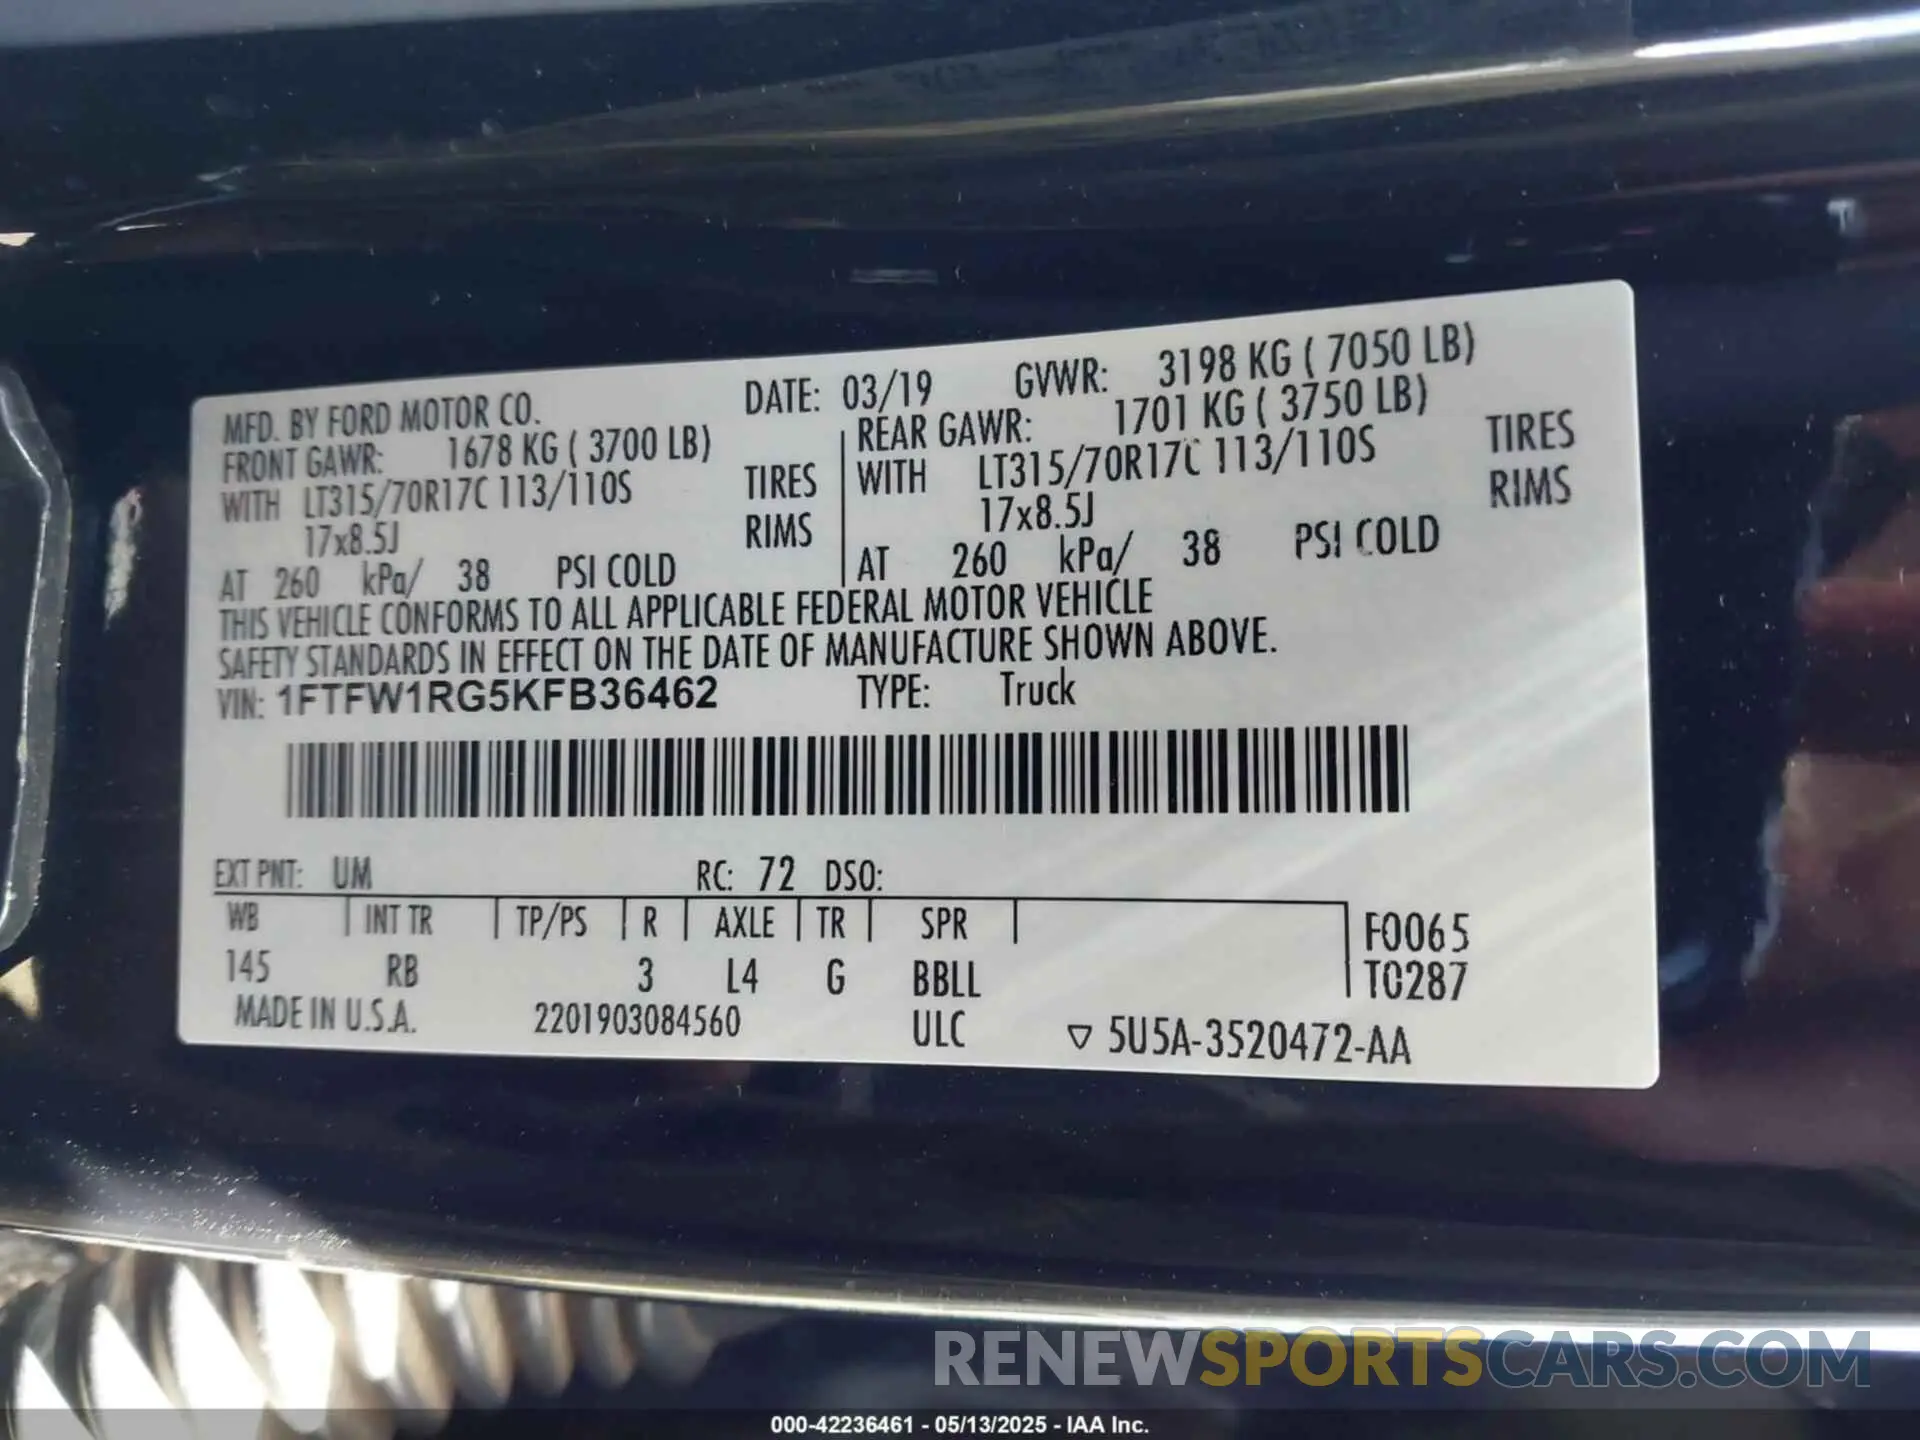 MFD. BY FORD MOTOR CO. DATE: 03/19 GVWR: 3198 KG ( 7050 LB)
FRONT GAWR: 1678 KG ( 3700 LB) REAR GAWR: 1701 KG ( 3750 LB)
WITH LT315/70R17C 113/110S TIRES WITH LT315/70R17C 113/110S TIRES
17x8.5J RIMS 17x8.5J RIMS
AT 260 kPa/ 38 PSI COLD AT 260 kPa/ 38 PSI COLD
THIS VEHICLE CONFORMS TO ALL APPLICABLE FEDERAL MOTOR VEHICLE
SAFETY STANDARDS IN EFFECT ON THE DATE OF MANUFACTURE SHOWN ABOVE.
VIN: 1FTFW1RG5KFB36462 TYPE: Truck
EXT PNT: UM RC: 72 DSO:
WB INT TR TP/PS R AXLE TR SPR F0065
145 RB 3 L4 G BBLL T0287
MADE IN U.S.A. 2201903084560 ULC ▽ 5U5A-3520472-AA
RENEWSPORTSCARS.COM
000-42236461 - 05/13/2025 - IAA Inc.